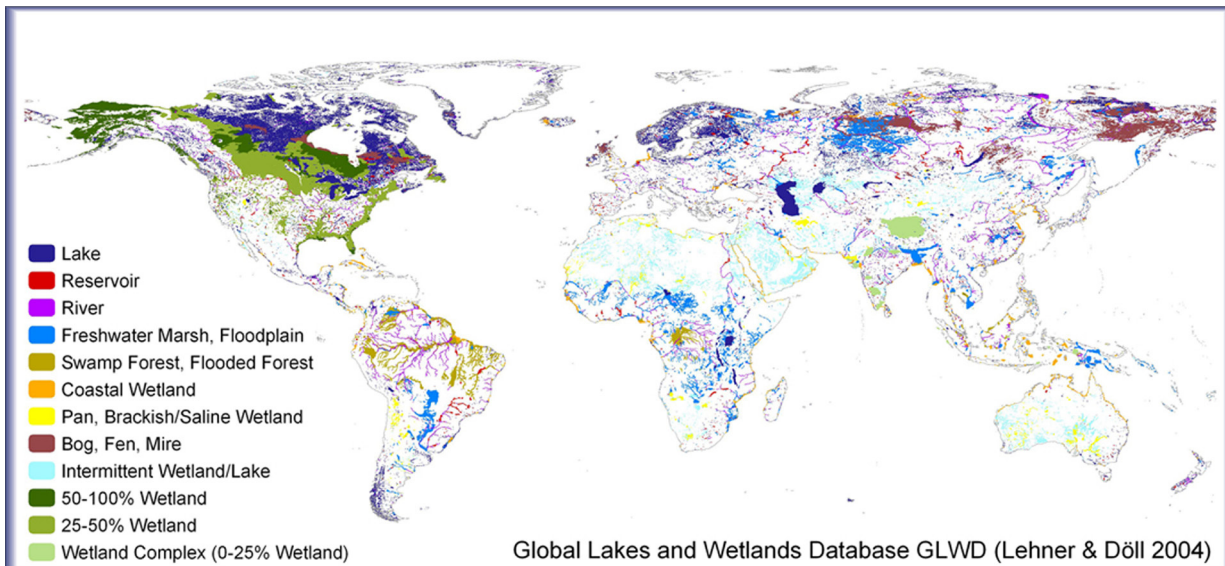 Lake
Reservoir
River
Freshwater Marsh, Floodplain
Swamp Forest, Flooded Forest
Coastal Wetland
Pan, Brackish/Saline Wetland
Bog, Fen, Mire
Intermittent Wetland/Lake
50-100% Wetland
25-50% Wetland
Wetland Complex (0-25% Wetland)
Global Lakes and Wetlands Database GLWD (Lehner & Döll 2004)